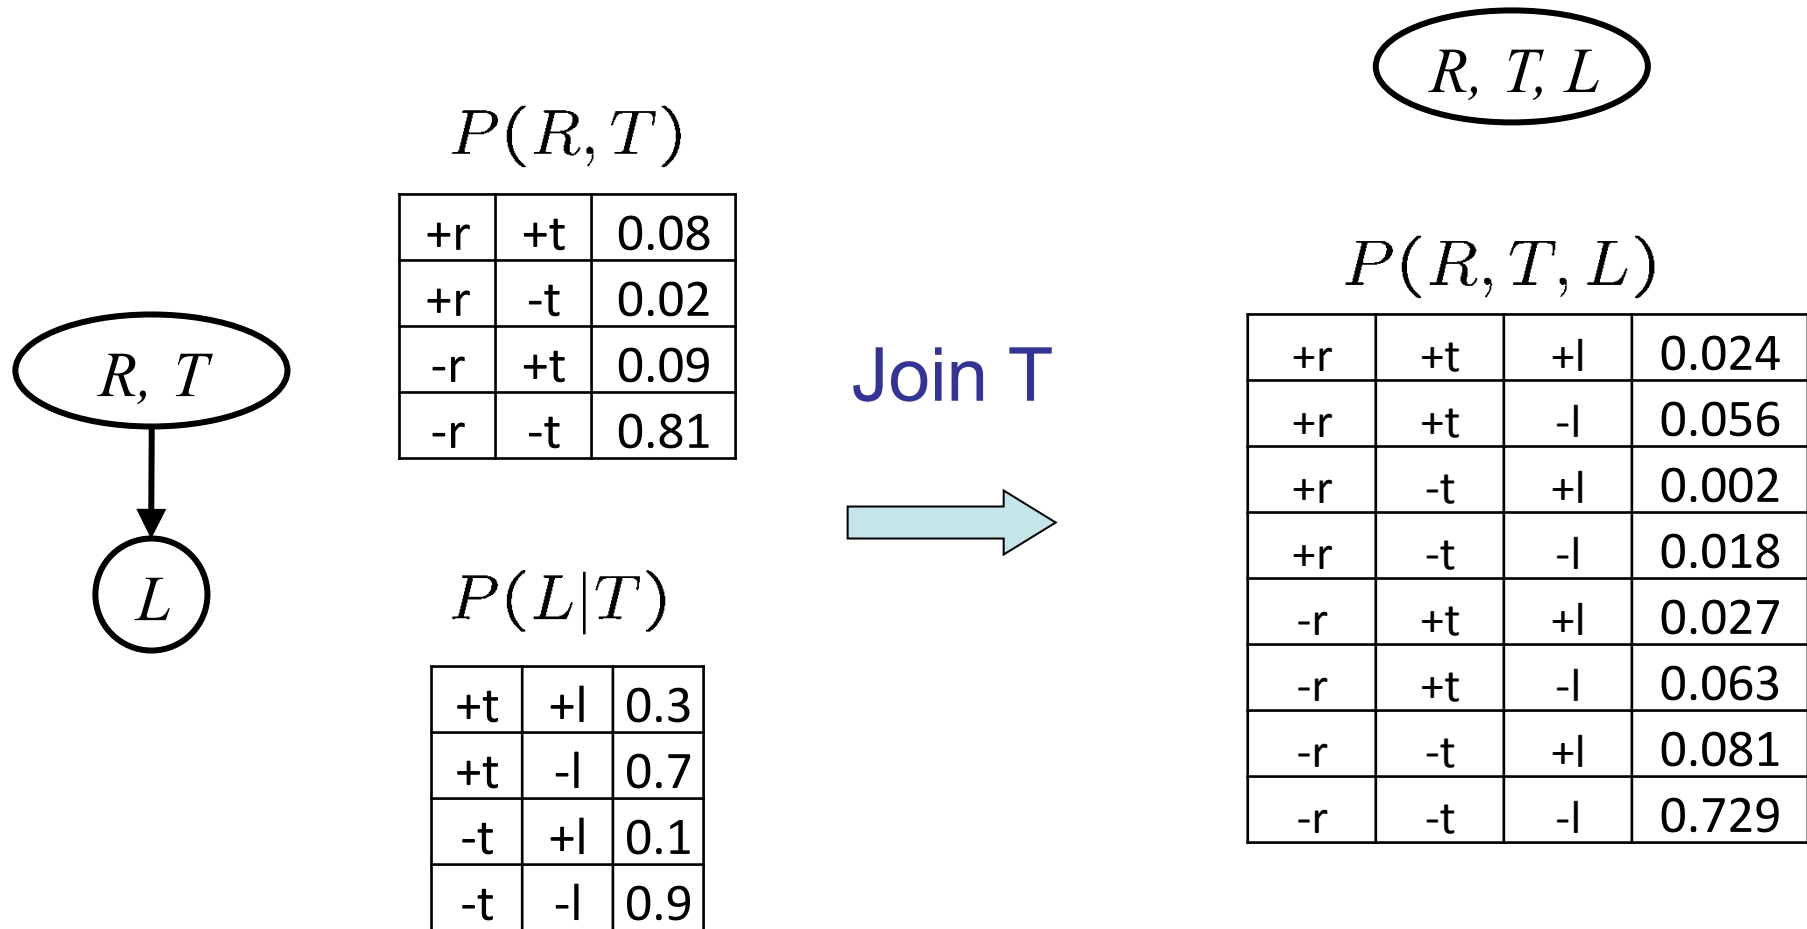 R, T
L
P(R, T)
+r +t 0.08
+r -t 0.02
-r +t 0.09
-r -t 0.81
P(L|T)
+t +l 0.3
+t -l 0.7
-t +l 0.1
-t -l 0.9
Join T
R, T, L
P(R, T, L)
+r +t +l 0.024
+r +t -l 0.056
+r -t +l 0.002
+r -t -l 0.018
-r +t +l 0.027
-r +t -l 0.063
-r -t +l 0.081
-r -t -l 0.729